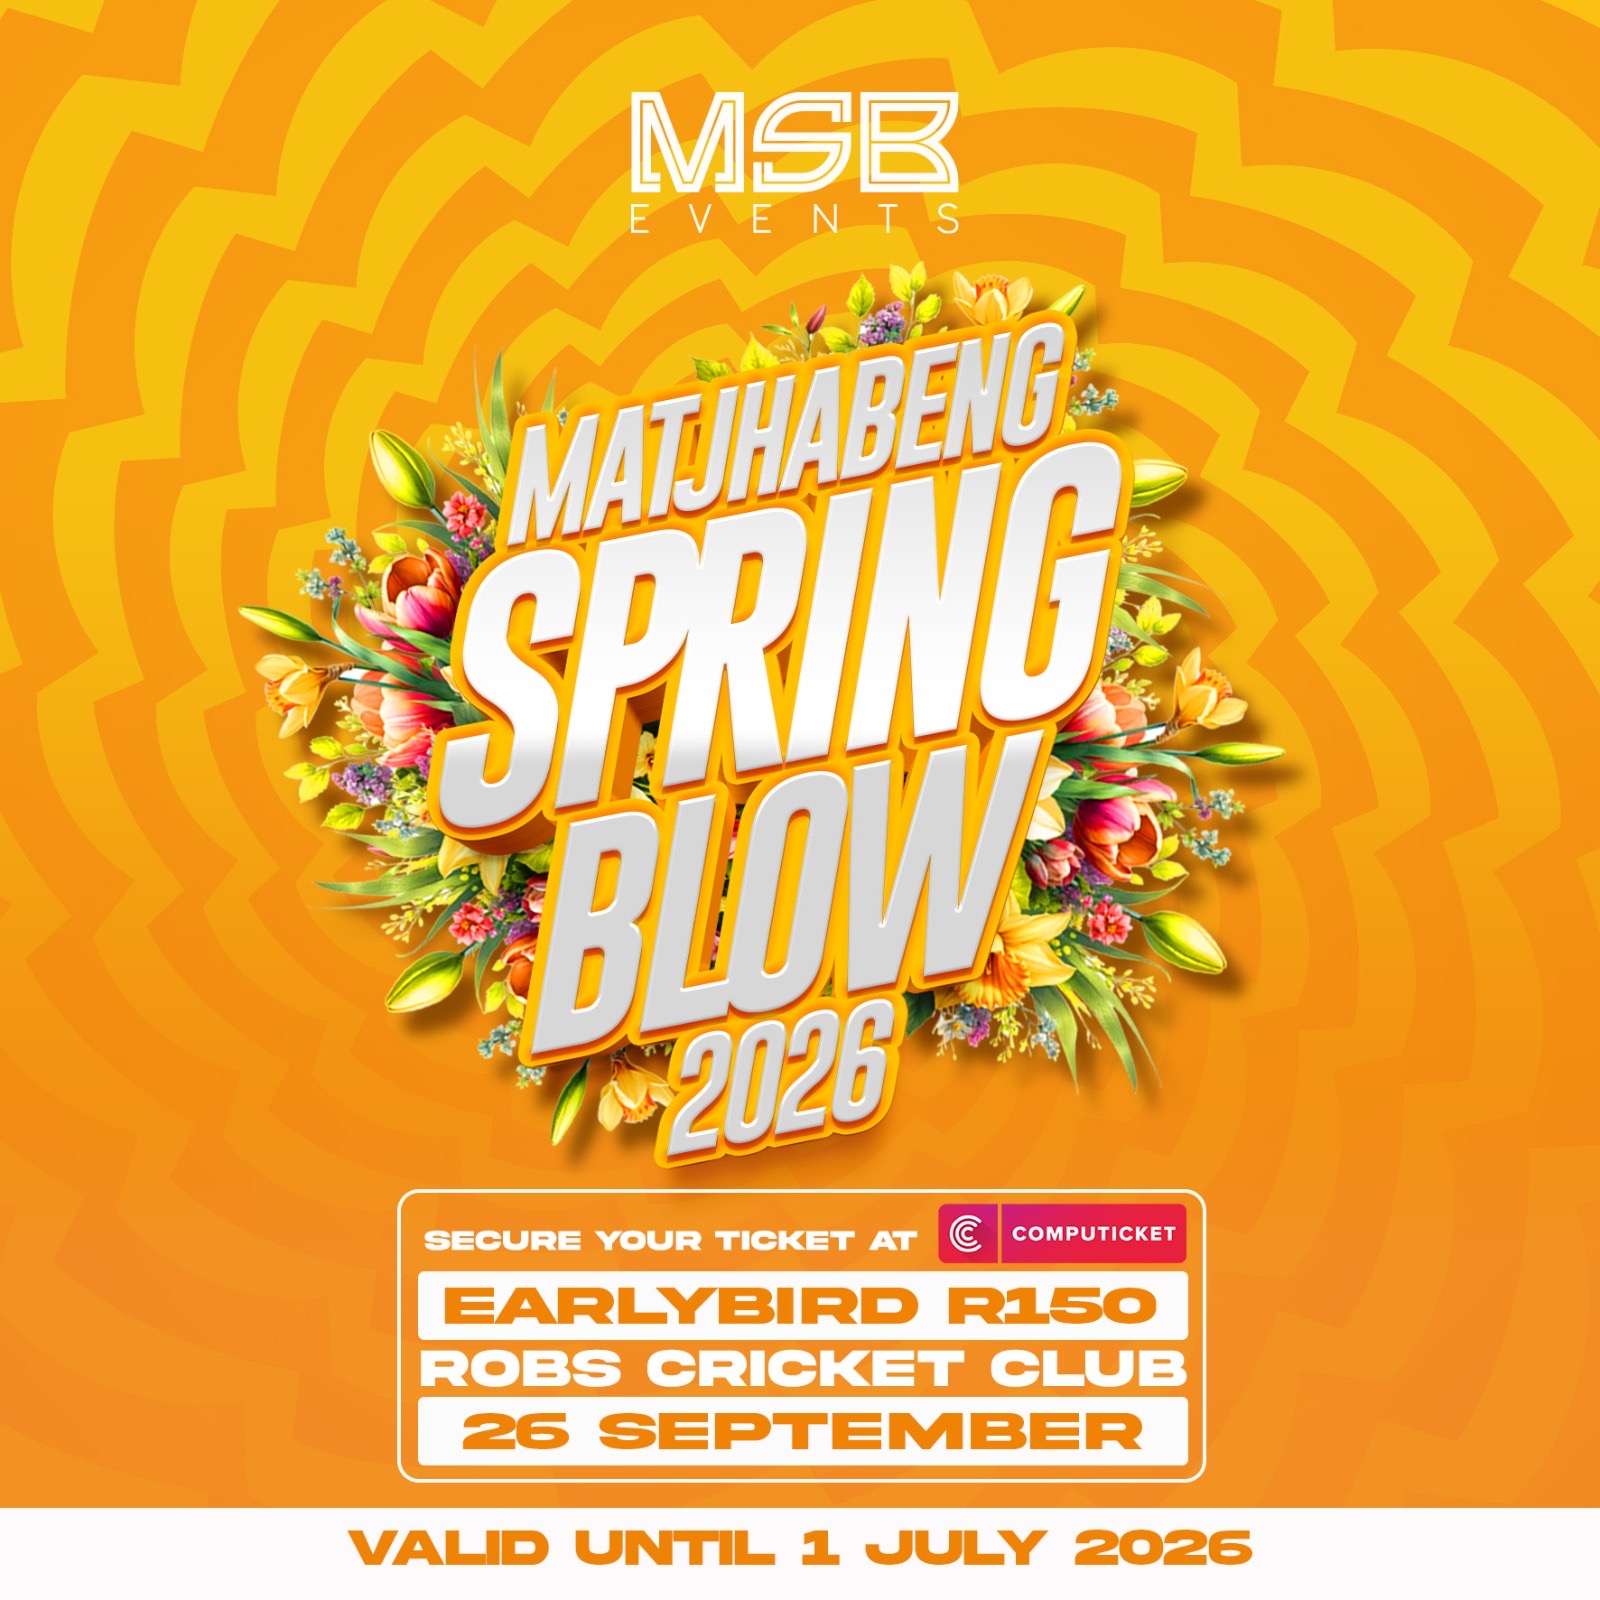 MSB
EVENTS
MATJHABENG
SPRING
BLOW
2026
SECURE YOUR TICKET AT COMPUTICKET
EARLYBIRD R150
ROBS CRICKET CLUB
26 SEPTEMBER
VALID UNTIL 1 JULY 2026